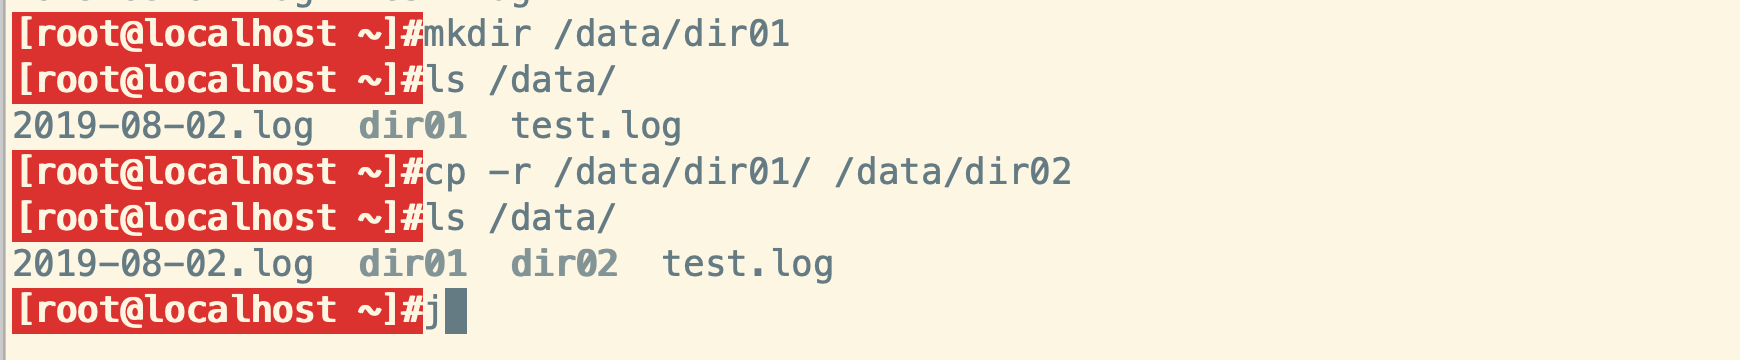 [root@localhost ~]#mkdir /data/dir01
[root@localhost ~]#ls /data/
2019-08-02.log  dir01  test.log
[root@localhost ~]#cp -r /data/dir01/ /data/dir02
[root@localhost ~]#ls /data/
2019-08-02.log  dir01  dir02  test.log
[root@localhost ~]#j